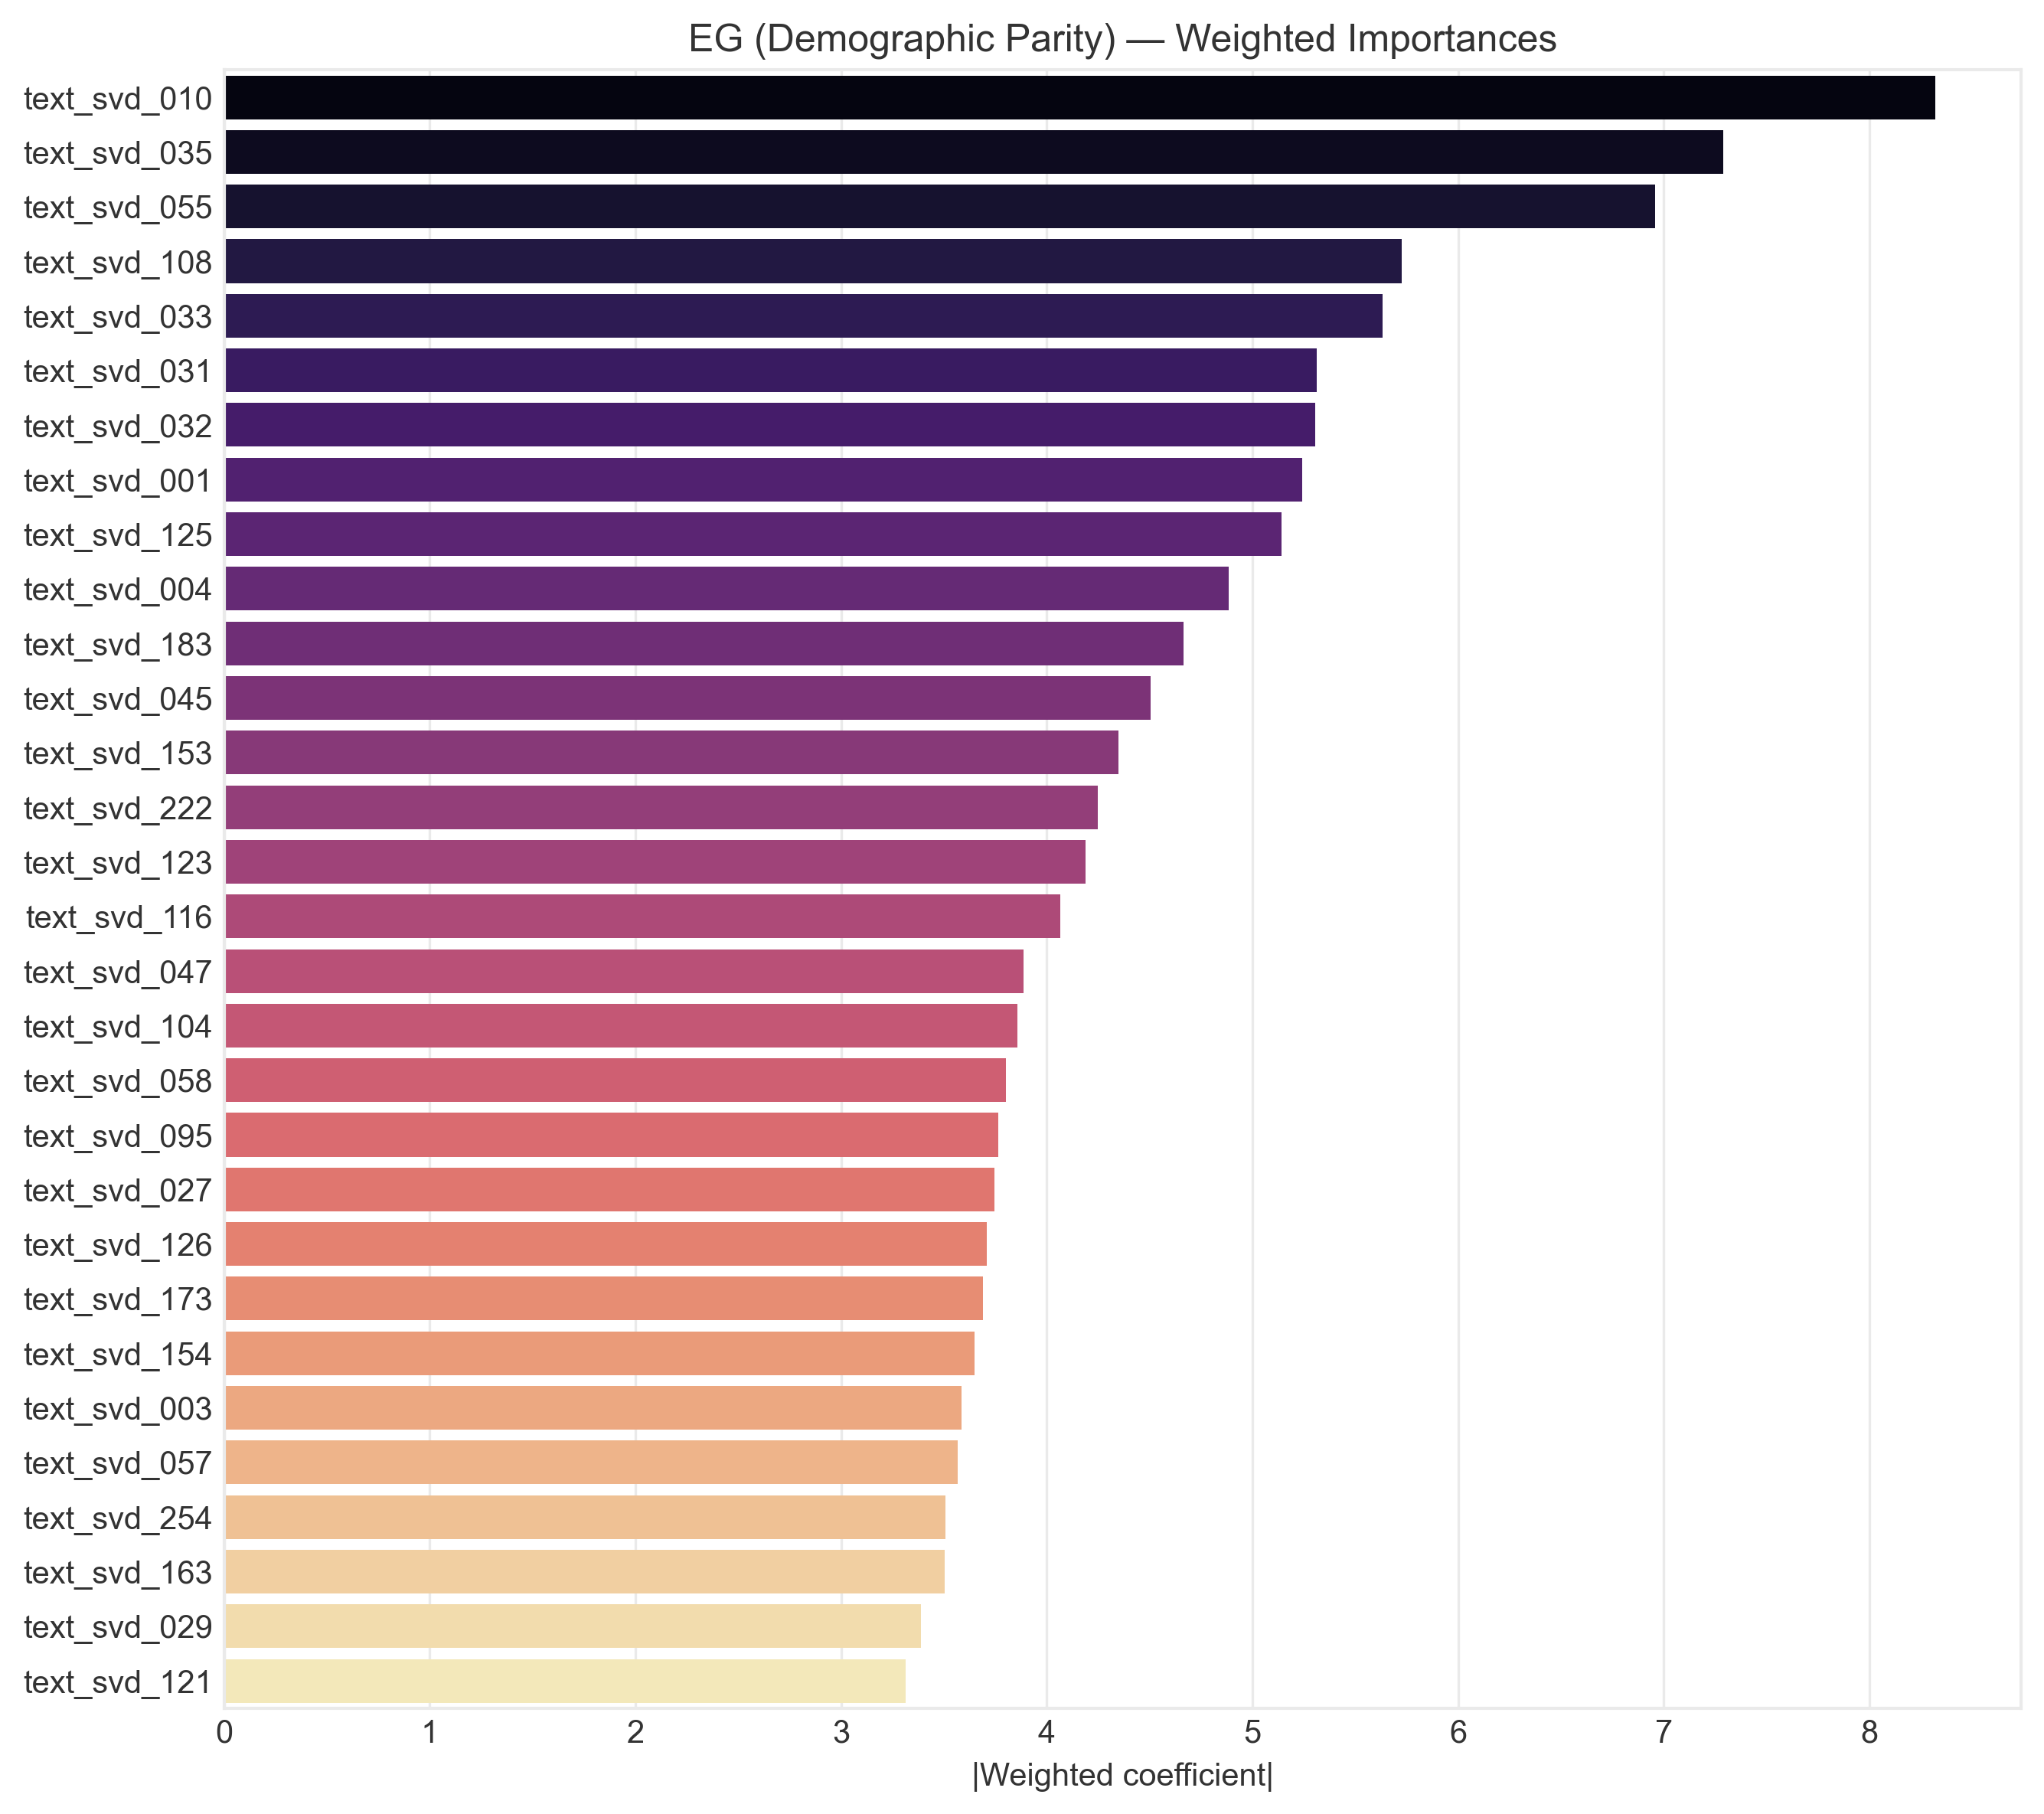 EG (Demographic Parity) — Weighted Importances
text_svd_010
text_svd_035
text_svd_055
text_svd_108
text_svd_033
text_svd_031
text_svd_032
text_svd_001
text_svd_125
text_svd_004
text_svd_183
text_svd_045
text_svd_153
text_svd_222
text_svd_123
text_svd_116
text_svd_047
text_svd_104
text_svd_058
text_svd_095
text_svd_027
text_svd_126
text_svd_173
text_svd_154
text_svd_003
text_svd_057
text_svd_254
text_svd_163
text_svd_029
text_svd_121
0 1 2 3 4 5 6 7 8
|Weighted coefficient|